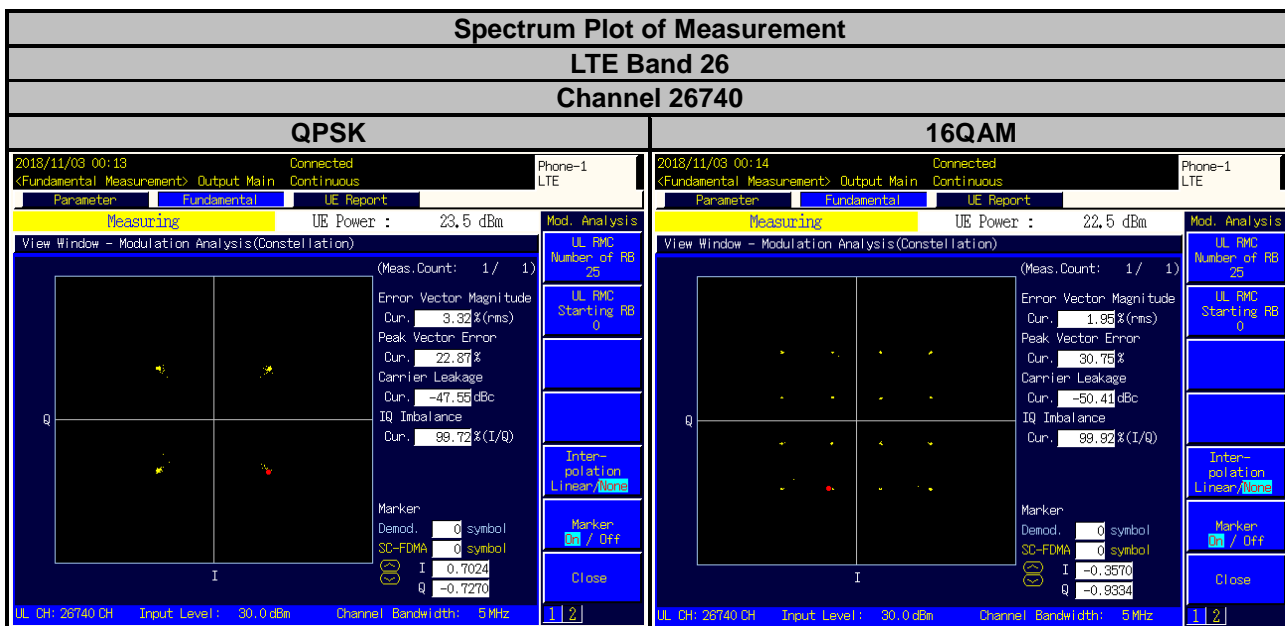 Spectrum Plot of Measurement
LTE Band 26
Channel 26740
QPSK
2018/11/03 00:13 Connected
Phone-1
<Fundamental Measurement> Output Main Continuous
LTE
Parameter Fundamental UE Report
Measuring UE Power : 23.5 dBm
Mod. Analysis
View Window - Modulation Analysis(Constellation)
UL RMC
Number of RB
25
(Meas.Count: 1/ 1)
Error Vector Magnitude
Cur. 3.32 %(rms)
UL RMC
Starting RB
0
Peak Vector Error
Cur. 22.87 %
Carrier Leakage
Cur. -47.55 dBc
IQ Imbalance
Cur. 99.72 %(I/Q)
Q
I
Inter-
polation
Linear/None
Marker
Demod. 0 symbol
SC-FDMA 0 symbol
I 0.7024
Q -0.7270
Marker
On / Off
Close
UL CH: 26740 CH Input Level: 30.0 dBm Channel Bandwidth: 5 MHz
1 2
16QAM
2018/11/03 00:14 Connected
Phone-1
<Fundamental Measurement> Output Main Continuous
LTE
Parameter Fundamental UE Report
Measuring UE Power : 22.5 dBm
Mod. Analysis
View Window - Modulation Analysis(Constellation)
UL RMC
Number of RB
25
(Meas.Count: 1/ 1)
Error Vector Magnitude
Cur. 1.95 %(rms)
UL RMC
Starting RB
0
Peak Vector Error
Cur. 30.75 %
Carrier Leakage
Cur. -50.41 dBc
IQ Imbalance
Cur. 99.92 %(I/Q)
Q
I
Inter-
polation
Linear/None
Marker
Demod. 0 symbol
SC-FDMA 0 symbol
I -0.3570
Q -0.9334
Marker
On / Off
Close
UL CH: 26740 CH Input Level: 30.0 dBm Channel Bandwidth: 5 MHz
1 2